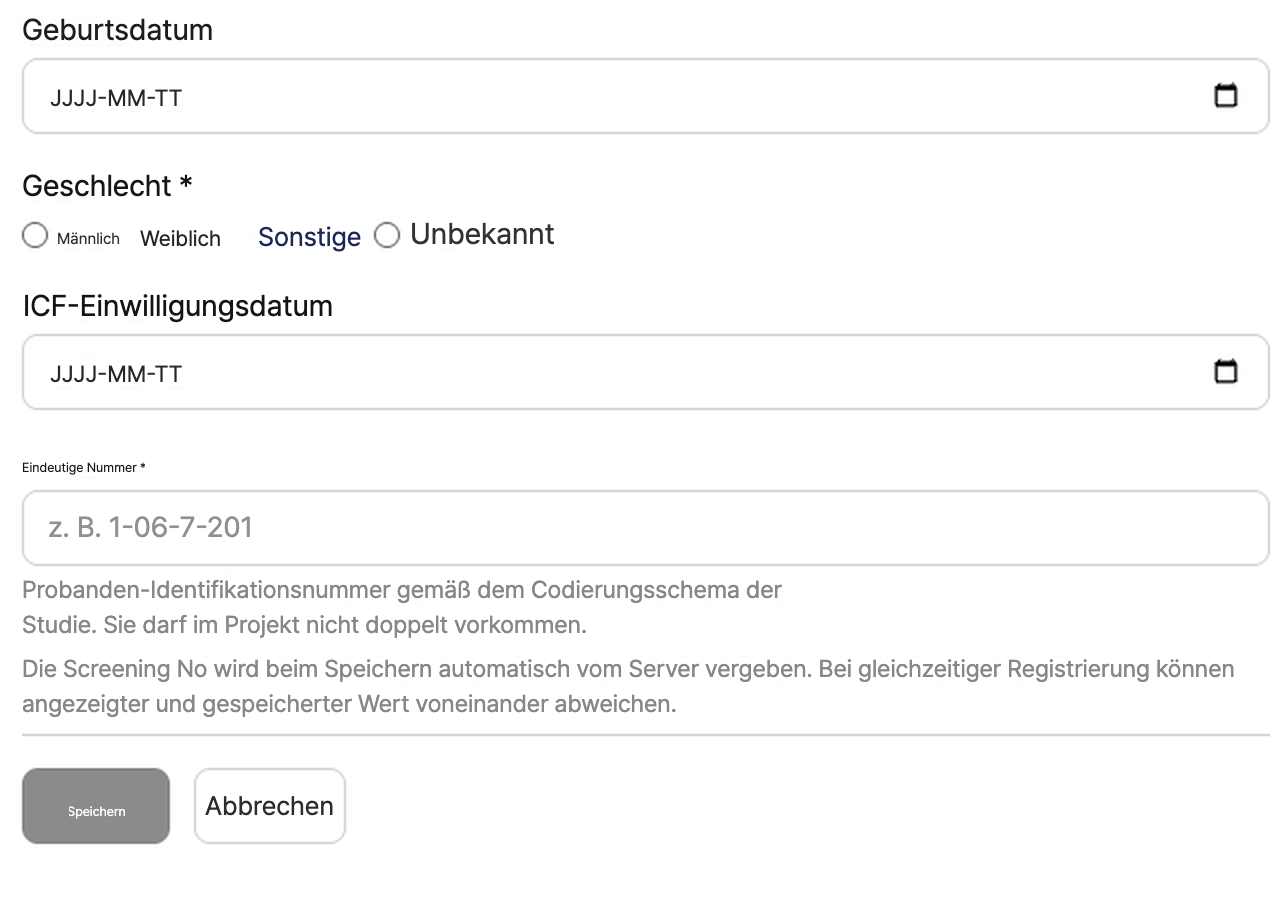 Geburtsdatum
JJJJ-MM-TT
Geschlecht *
Männlich Weiblich Sonstige Unbekannt
ICF-Einwilligungsdatum
JJJJ-MM-TT
Eindeutige Nummer *
z. B. 1-06-7-201
Probanden-Identifikationsnummer gemäß dem Codierungsschema der
Studie. Sie darf im Projekt nicht doppelt vorkommen.
Die Screening No wird beim Speichern automatisch vom Server vergeben. Bei gleichzeitiger Registrierung können
angezeigter und gespeicherter Wert voneinander abweichen.
Speichern Abbrechen